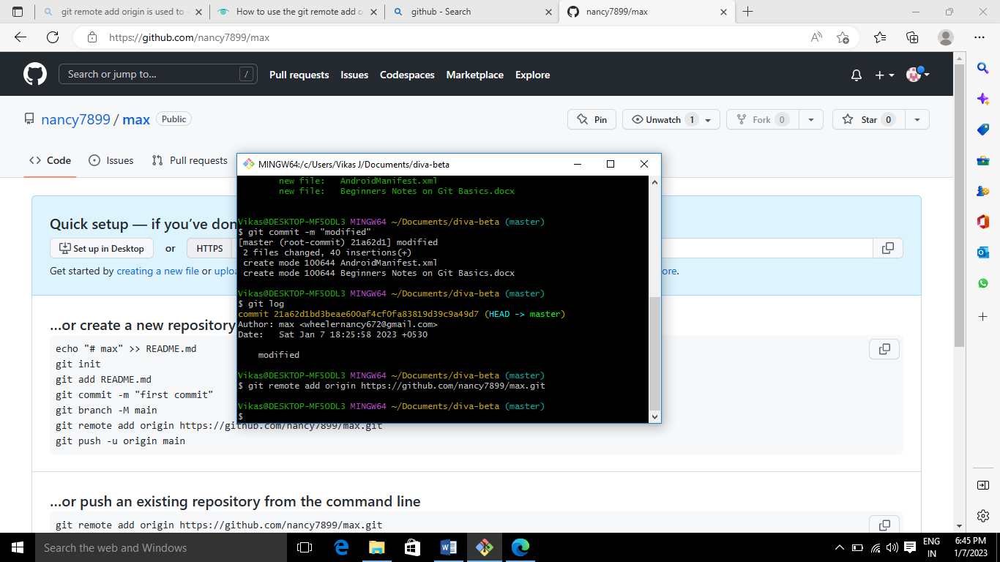 git remote add origin is used to
How to use the git remote add o
github - Search
nancy7899/max
https://github.com/nancy7899/max
Search or jump to...
/
Pull requests
Issues
Codespaces
Marketplace
Explore
nancy7899 / max
Public
Pin
Unwatch 1
Fork 0
Star 0
Code
Issues
Pull requests
Quick setup — if you’ve don
Set up in Desktop
or
HTTPS
Get started by creating a new file or uploa
ore.
…or create a new repository
echo "# max" >> README.md
git init
git add README.md
git commit -m "first commit"
git branch -M main
git remote add origin https://github.com/nancy7899/max.git
git push -u origin main
…or push an existing repository from the command line
git remote add origin https://github.com/nancy7899/max.git
MINGW64:/c/Users/Vikas J/Documents/diva-beta
new file: AndroidManifest.xml
new file: Beginners Notes on Git Basics.docx
Vikas@DESKTOP-MF5ODL3 MINGW64 ~/Documents/diva-beta (master)
$ git commit -m "modified"
[master (root-commit) 21a62d1] modified
2 files changed, 40 insertions(+)
create mode 100644 AndroidManifest.xml
create mode 100644 Beginners Notes on Git Basics.docx
Vikas@DESKTOP-MF5ODL3 MINGW64 ~/Documents/diva-beta (master)
$ git log
commit 21a62d1bd3beae600af4cf0fa83819d39c9a49d7 (HEAD -> master)
Author: max <wheelernancy672@gmail.com>
Date: Sat Jan 7 18:25:58 2023 +0530
modified
Vikas@DESKTOP-MF5ODL3 MINGW64 ~/Documents/diva-beta (master)
$ git remote add origin https://github.com/nancy7899/max.git
Vikas@DESKTOP-MF5ODL3 MINGW64 ~/Documents/diva-beta (master)
$
Search the web and Windows
ENG
IN
6:45 PM
1/7/2023